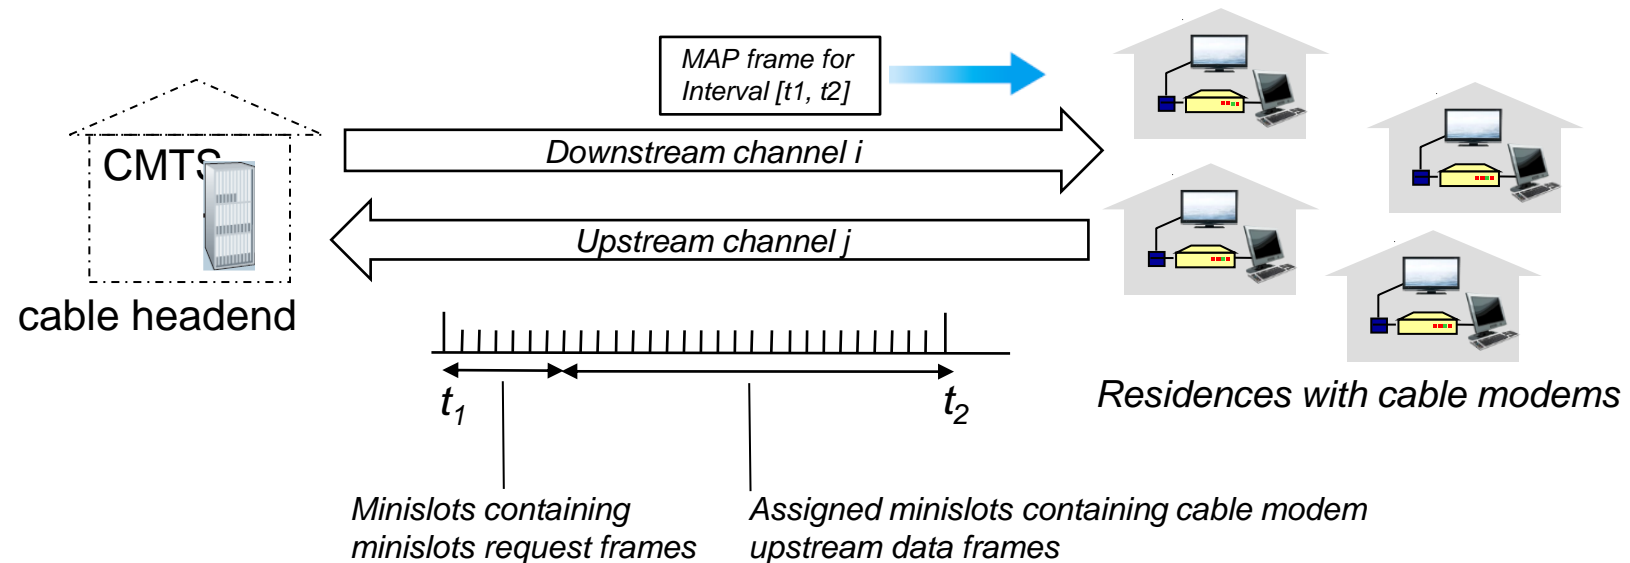 MAP frame for
Interval [t1, t2]
CMTS
Downstream channel i
Upstream channel j
cable headend
t1
t2
Residences with cable modems
Minislots containing
minislots request frames
Assigned minislots containing cable modem
upstream data frames